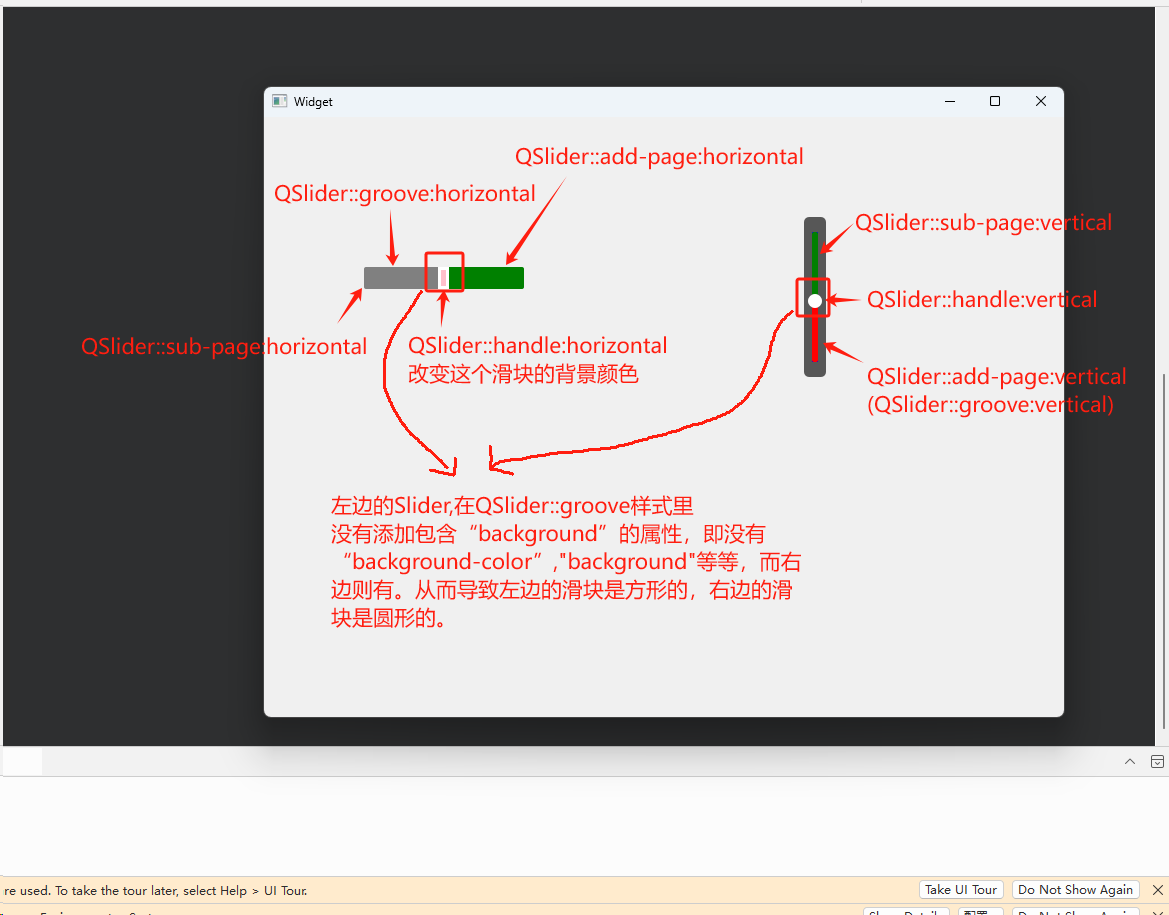 Widget
QSlider::add-page:horizontal
QSlider::groove:horizontal
QSlider::sub-page:vertical
QSlider::handle:vertical
QSlider::sub-page:horizontal
QSlider::handle:horizontal
改变这个滑块的背景颜色
QSlider::add-page:vertical
(QSlider::groove:vertical)
左边的Slider,在QSlider::groove样式里
没有添加包含“background”的属性，即没有
“background-color”,"background"等等，而右
边则有。从而导致左边的滑块是方形的，右边的滑
块是圆形的。
re used. To take the tour later, select Help > UI Tour.
Take UI Tour
Do Not Show Again